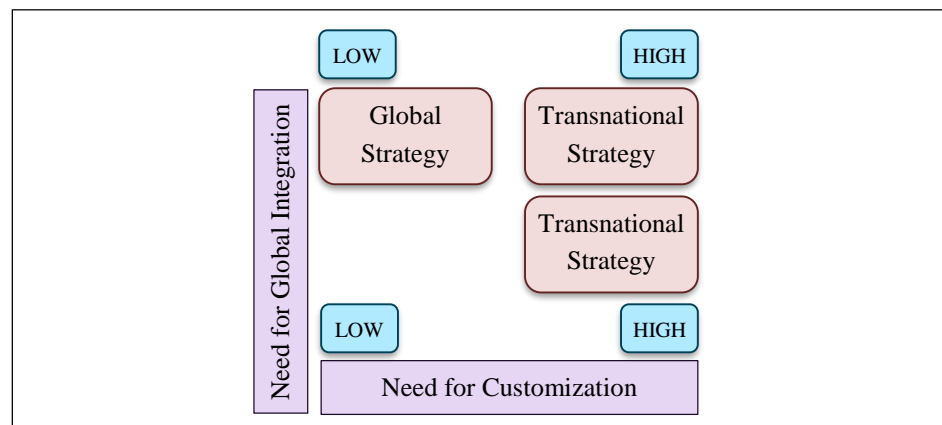 LOW
HIGH
Need for Global Integration
Global
Strategy
Transnational
Strategy
Transnational
Strategy
LOW
HIGH
Need for Customization